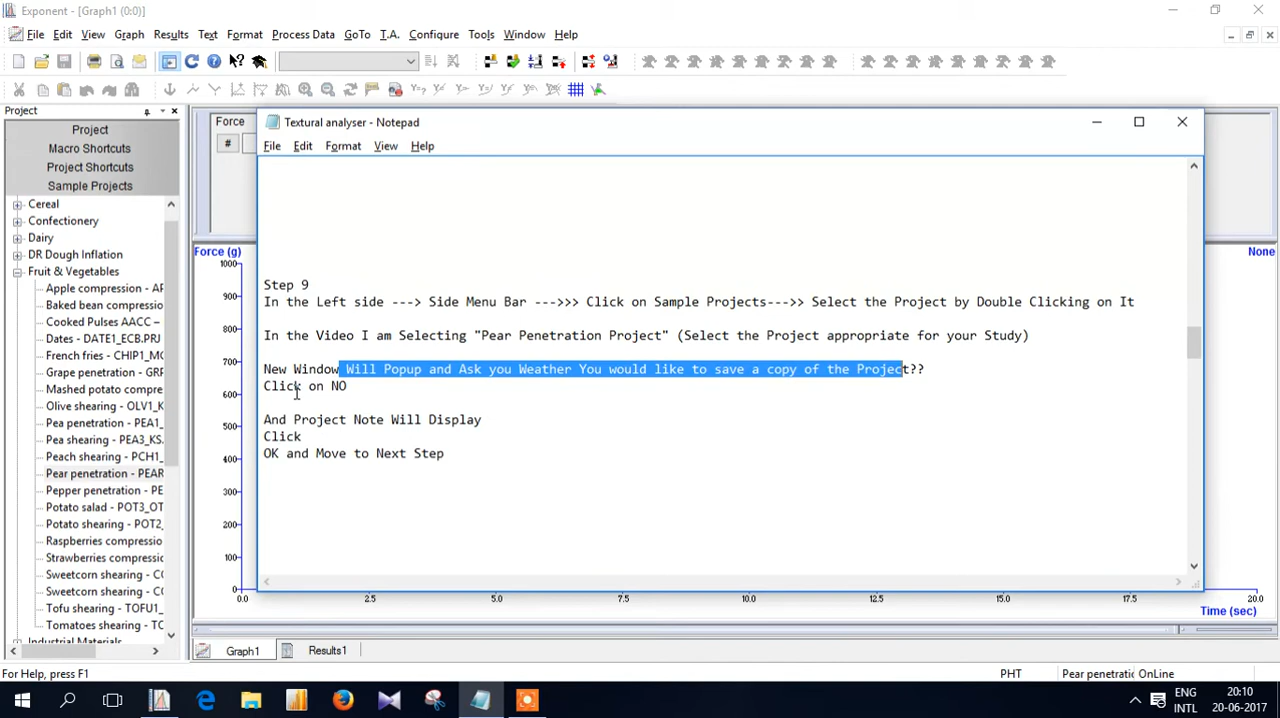 Exponent - [Graph1 (0:0)]
File Edit View Graph Results Text Format Process Data GoTo T.A. Configure Tools Window Help
Project
Project
Macro Shortcuts
Project Shortcuts
Sample Projects
Cereal
Confectionery
Dairy
DR Dough Inflation
Fruit & Vegetables
Apple compression - AP
Baked bean compressio
Cooked Pulses AACC –
Dates - DATE1_ECB.PRJ
French fries - CHIP1_MC
Grape penetration - GR
Mashed potato compres
Olive shearing - OLV1_K
Pea penetration - PEA1_
Pea shearing - PEA3_KS.
Peach shearing - PCH1_
Pear penetration - PEAR
Pepper penetration - PE
Potato salad - POT3_OT
Potato shearing - POT2_
Raspberries compressio
Strawberries compressio
Sweetcorn shearing - CO
Sweetcorn shearing - CO
Tofu shearing - TOFU1_
Tomatoes shearing - TO
Industrial Materials
Force
#
Force (g)
1000
900
800
700
600
500
400
300
200
100
0
None
Textural analyser - Notepad
File Edit Format View Help
Step 9
In the Left side ---> Side Menu Bar --->>> Click on Sample Projects--->> Select the Project by Double Clicking on It
In the Video I am Selecting "Pear Penetration Project" (Select the Project appropriate for your Study)
New Window Will Popup and Ask you Weather You would like to save a copy of the Project??
Click on NO
And Project Note Will Display
Click
OK and Move to Next Step
0.0 2.5 5.0 7.5 10.0 12.5 15.0 17.5 20.0
Time (sec)
Graph1 Results1
For Help, press F1
PHT Pear penetratic OnLine
ENG
INTL
20:10
20-06-2017